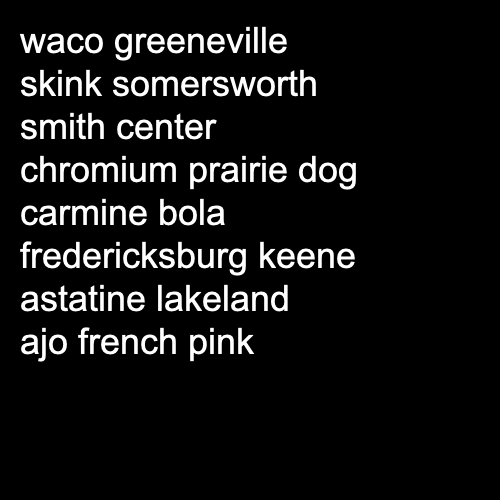 waco greeneville
skink somersworth
smith center
chromium prairie dog
carmine bola
fredericksburg keene
astatine lakeland
ajo french pink